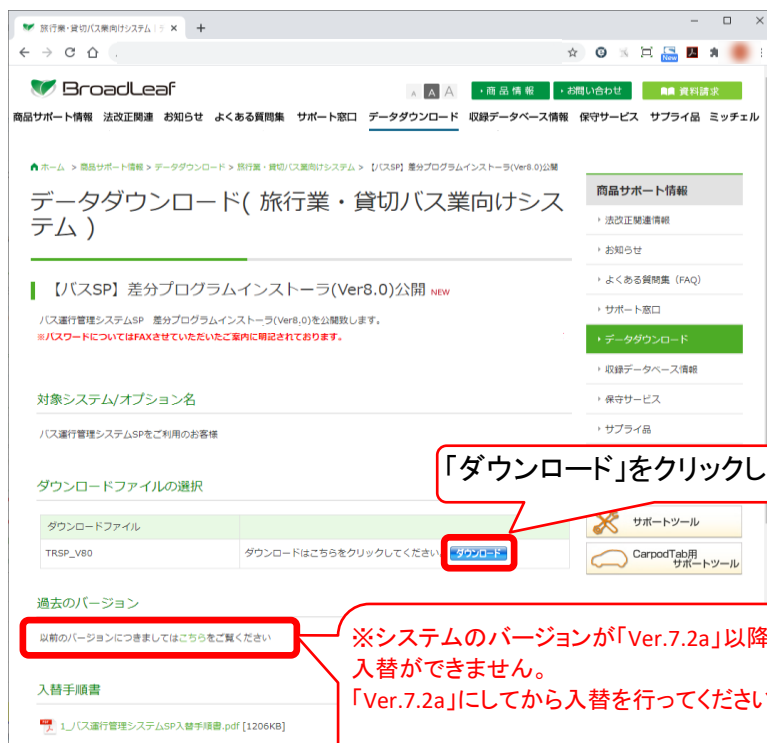 旅行業・貸切バス業向けシステム｜デ
BroadLeaf
A A A
・商品情報
・お問い合わせ
資料請求
商品サポート情報 法改正関連 お知らせ よくある質問集 サポート窓口 データダウンロード 収録データベース情報 保守サービス サプライ品 ミッチェル
ホーム > 商品サポート情報 > データダウンロード > 旅行業・貸切バス業向けシステム > 【バスSP】差分プログラムインストーラ(Ver8.0)公開
データダウンロード( 旅行業・貸切バス業向けシス
テム )
【バスSP】差分プログラムインストーラ(Ver8.0)公開 NEW
バス運行管理システムSP 差分プログラムインストーラ(Ver8.0)を公開致します。
※パスワードについてはFAXさせていただいたご案内に明記されております。
対象システム/オプション名
バス運行管理システムSPをご利用のお客様
ダウンロードファイルの選択
ダウンロードファイル
TRSP_V80
ダウンロードはこちらをクリックしてください。
ダウンロード
過去のバージョン
以前のバージョンにつきましてはこちらをご覧ください
入替手順書
1_バス運行管理システムSP入替手順書.pdf [1206KB]
商品サポート情報
法改正関連情報
お知らせ
よくある質問集（FAQ）
サポート窓口
データダウンロード
収録データベース情報
保守サービス
サプライ品
サポートツール
CarpodTab用
サポートツール
「ダウンロード」をクリックし
※システムのバージョンが「Ver.7.2a」以降
入替ができません。
「Ver.7.2a」にしてから入替を行ってください
New